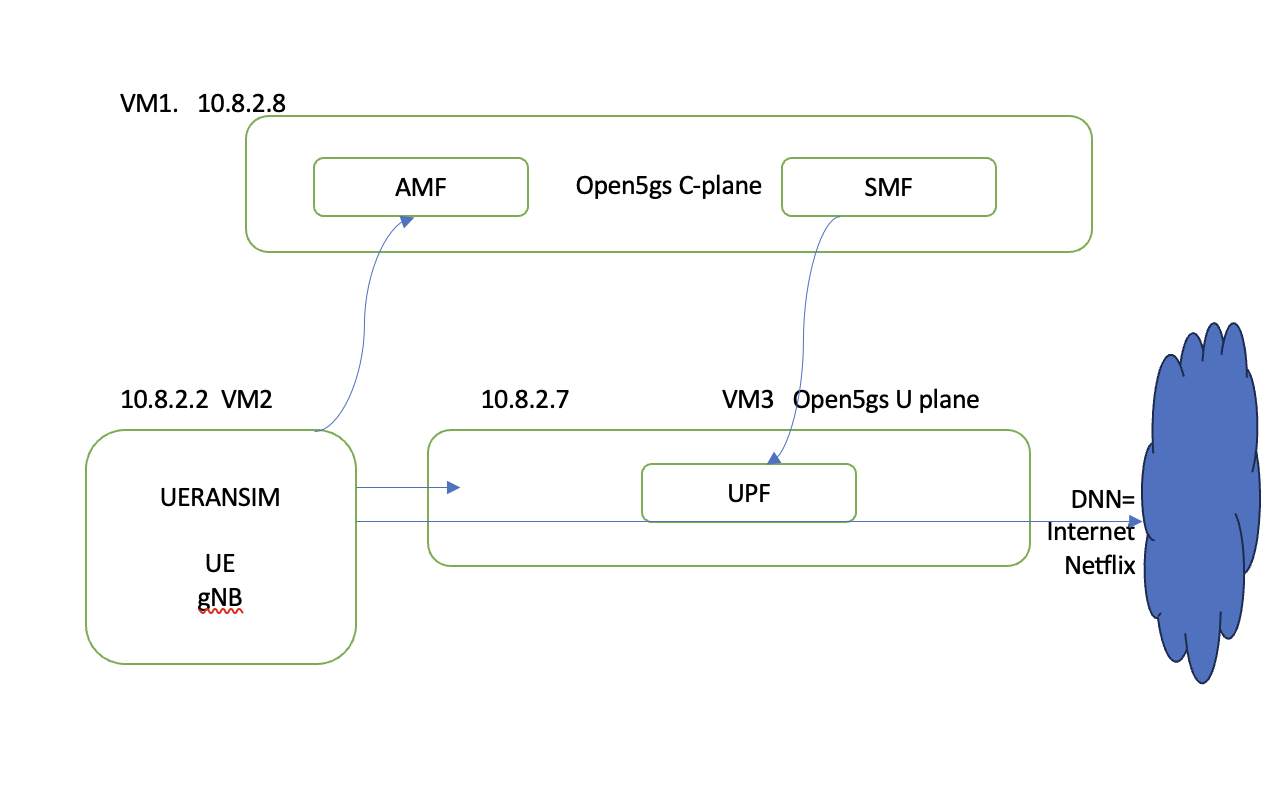 VM1.   10.8.2.8
AMF
Open5gs C-plane
SMF
10.8.2.2  VM2
10.8.2.7
VM3   Open5gs U plane
UERANSIM
UE
gNB
UPF
DNN=
Internet
Netflix